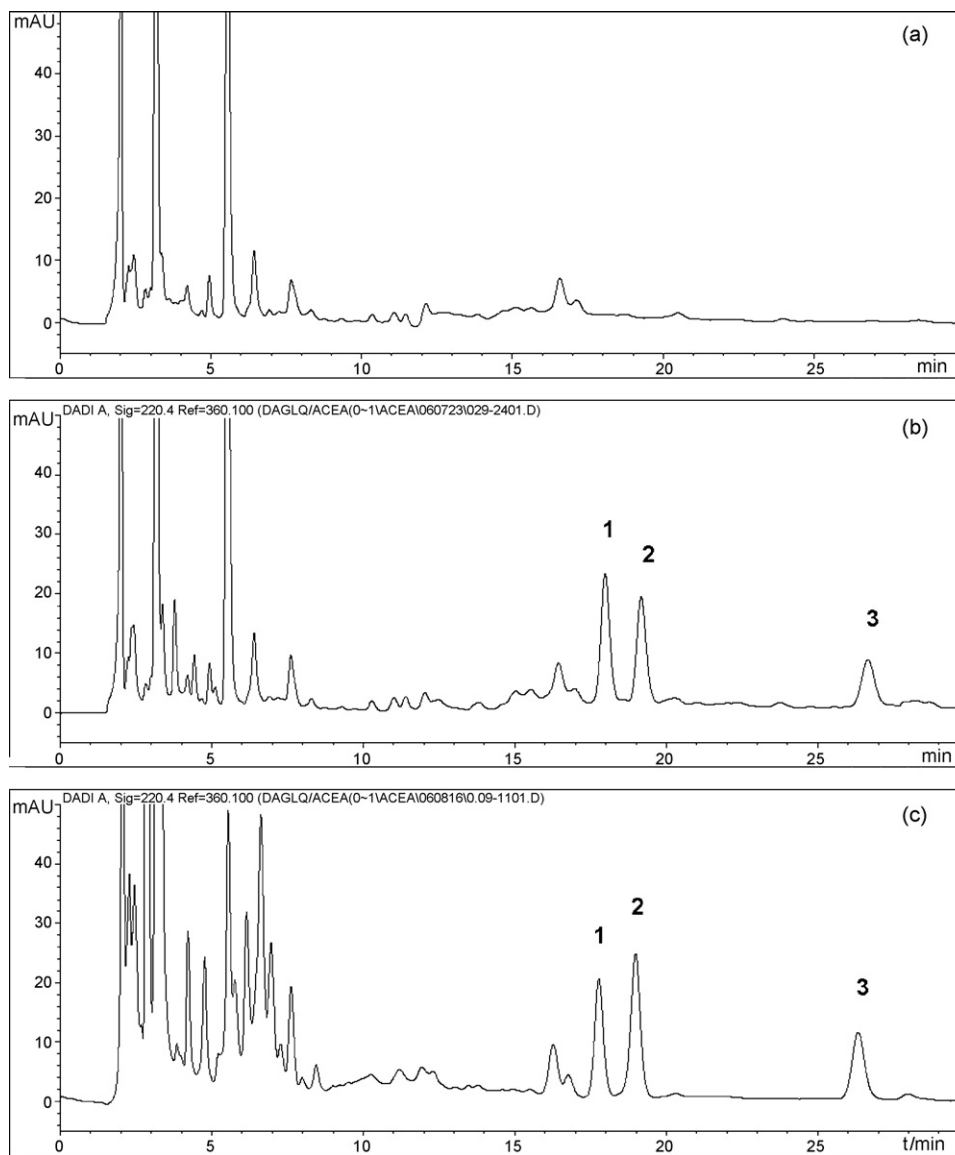 mAU
(a)
40
30
20
10
0
0 5 10 15 20 25
min
DADI A, Sig=220.4 Ref=360.100 (DAGLQ/ACEA(0~1\ACEA\060723\029-2401.D)
mAU
(b)
40
30
20
10
0
1
2
3
0 5 10 15 20 25 min
DADI A, Sig=220.4 Ref=360.100 (DAGLQ/ACEA(0~1\ACEA\060816\0.09-1101.D)
mAU
(c)
40
30
20
10
0
1
2
3
0 5 10 15 20 25 t/min